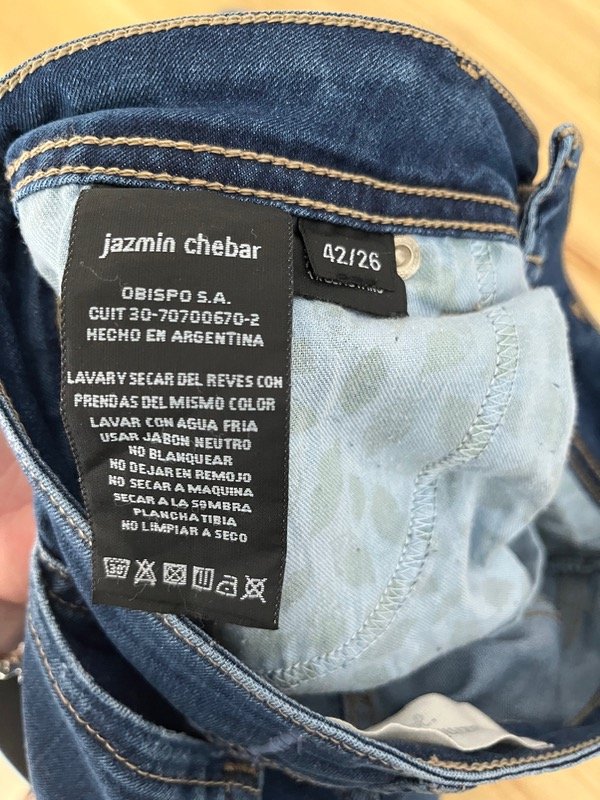 jazmin chebar
OBISPO S.A.
CUIT 30-70700670-2
HECHO EN ARGENTINA
LAVAR Y SECAR DEL REVES CON
PRENDAS DEL MISMO COLOR
LAVAR CON AGUA FRIA
USAR JABON NEUTRO
NO BLANQUEAR
NO DEJAR EN REMOJO
NO SECAR A MAQUINA
SECAR A LA SOMBRA
PLANCHA TIBIA
NO LIMPIAR A SECO
30°
42/26